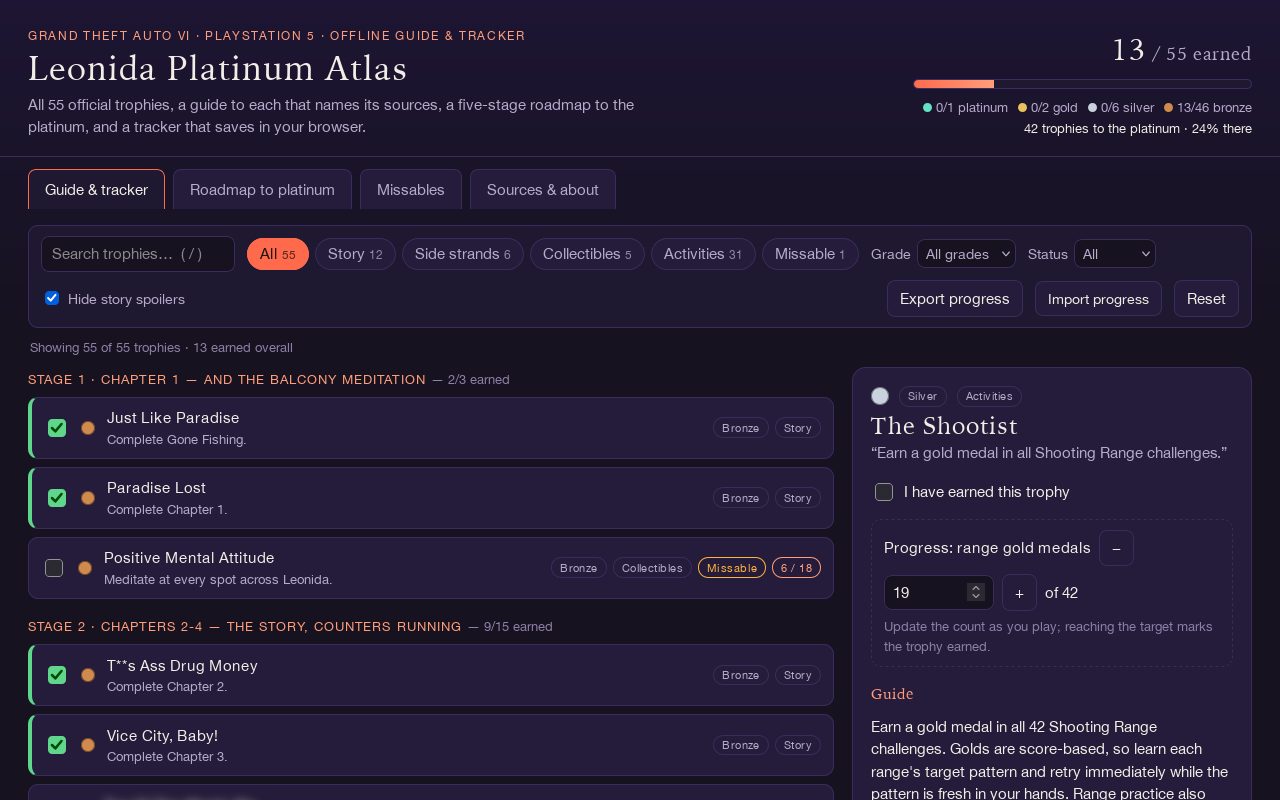 GRAND THEFT AUTO VI · PLAYSTATION 5 · OFFLINE GUIDE & TRACKER
Leonida Platinum Atlas
All 55 official trophies, a guide to each that names its sources, a five-stage roadmap to the
platinum, and a tracker that saves in your browser.
13 / 55 earned
0/1 platinum 0/2 gold 0/6 silver 13/46 bronze
42 trophies to the platinum · 24% there
Guide & tracker
Roadmap to platinum
Missables
Sources & about
Search trophies... ( / )
All 55
Story 12
Side strands 6
Collectibles 5
Activities 31
Missable 1
Grade All grades
Status All
Hide story spoilers
Export progress
Import progress
Reset
Showing 55 of 55 trophies · 13 earned overall
STAGE 1 · CHAPTER 1 — AND THE BALCONY MEDITATION — 2/3 earned
Just Like Paradise
Complete Gone Fishing.
Bronze Story
Paradise Lost
Complete Chapter 1.
Bronze Story
Positive Mental Attitude
Meditate at every spot across Leonida.
Bronze Collectibles Missable 6 / 18
STAGE 2 · CHAPTERS 2-4 — THE STORY, COUNTERS RUNNING — 9/15 earned
T**s Ass Drug Money
Complete Chapter 2.
Bronze Story
Vice City, Baby!
Complete Chapter 3.
Bronze Story
Silver Activities
The Shootist
“Earn a gold medal in all Shooting Range challenges.”
I have earned this trophy
Progress: range gold medals −
19 + of 42
Update the count as you play; reaching the target marks
the trophy earned.
Guide
Earn a gold medal in all 42 Shooting Range
challenges. Golds are score-based, so learn each
range's target pattern and retry immediately while the
pattern is fresh in your hands. Range practice also